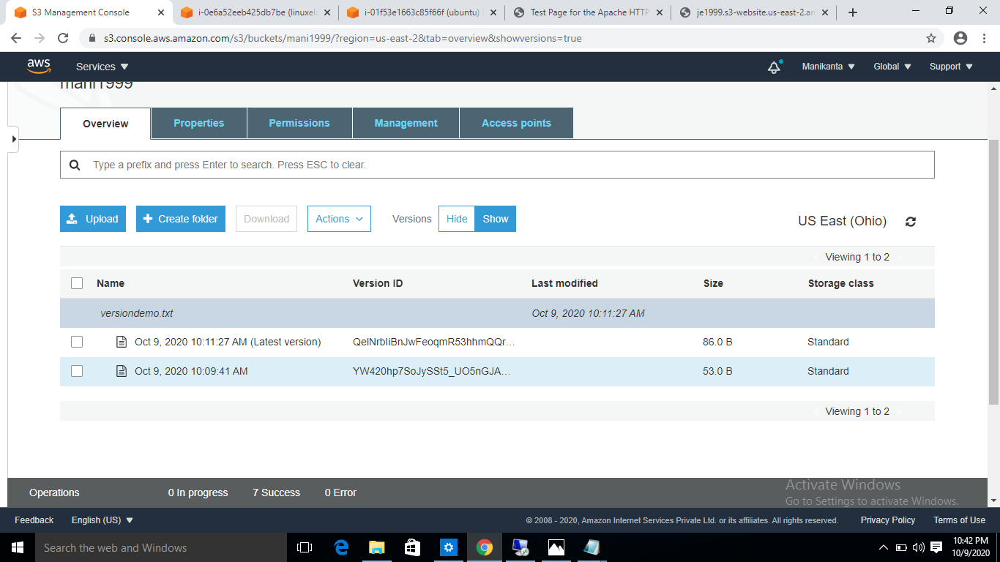 S3 Management Console
i-0e6a52eeb425db7be (linuxel
i-01f53e1663c85f66f (ubuntu)
Test Page for the Apache HTTP
je1999.s3-website.us-east-2.am
s3.console.aws.amazon.com/s3/buckets/mani1999/?region=us-east-2&tab=overview&showversions=true
aws
Services
Manikanta
Global
Support
mani1999
Overview
Properties
Permissions
Management
Access points
Type a prefix and press Enter to search. Press ESC to clear.
Upload
Create folder
Download
Actions
Versions
Hide
Show
US East (Ohio)
Viewing 1 to 2
Name Version ID Last modified Size Storage class
versiondemo.txt Oct 9, 2020 10:11:27 AM
Oct 9, 2020 10:11:27 AM (Latest version) QelNrbliBnJwFeoqmR53hhmQQr... 86.0 B Standard
Oct 9, 2020 10:09:41 AM YW420hp7SoJySSt5_UO5nGJA... 53.0 B Standard
Viewing 1 to 2
Operations 0 In progress 7 Success 0 Error
Activate Windows
Go to Settings to activate Windows.
Feedback English (US) © 2008 - 2020, Amazon Internet Services Private Ltd. or its affiliates. All rights reserved. Privacy Policy Terms of Use
Search the web and Windows
10:42 PM
10/9/2020